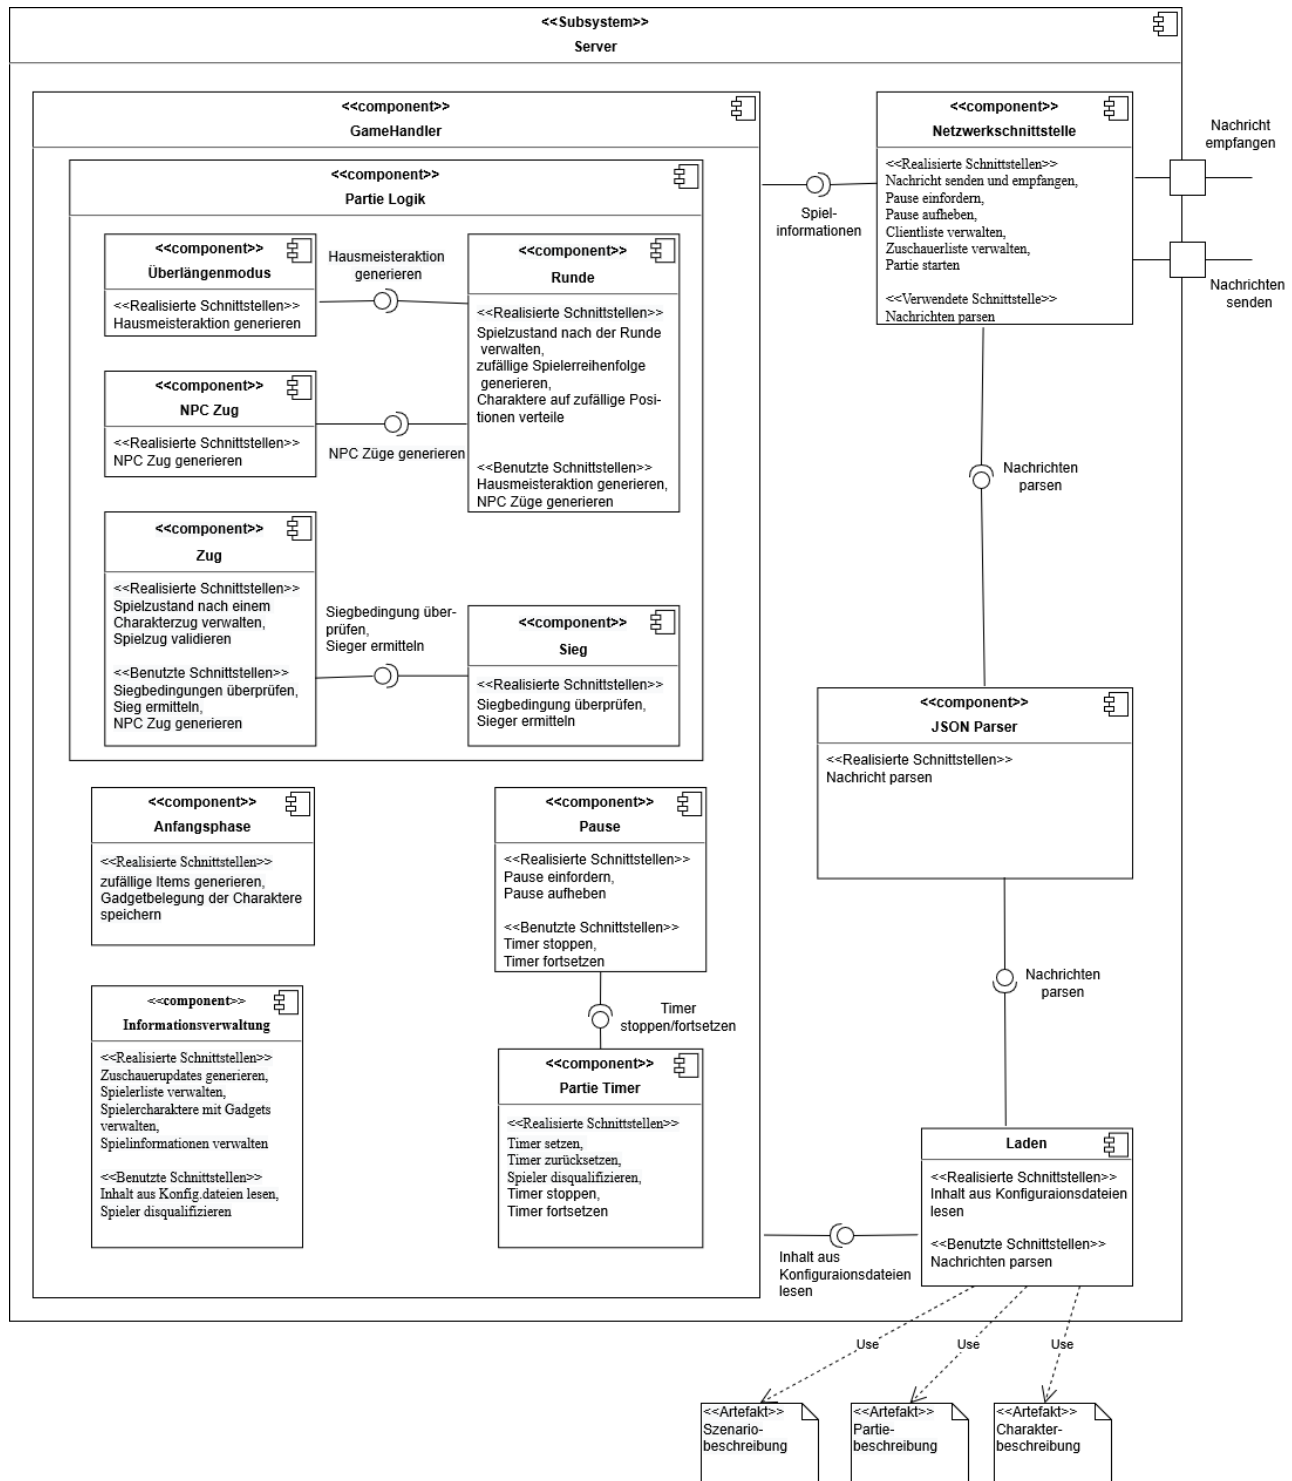 <<Subsystem>>
Server
<<component>>
GameHandler
<<component>>
Partie Logik
<<component>>
Überlängenmodus
<<Realisierte Schnittstellen>>
Hausmeisteraktion generieren
Hausmeisteraktion
generieren
<<component>>
Runde
<<Realisierte Schnittstellen>>
Spielzustand nach der Runde
verwalten,
zufällige Spielerreihenfolge
generieren,
Charaktere auf zufällige Posi-
tionen verteile
<<Benutzte Schnittstellen>>
Hausmeisteraktion generieren,
NPC Züge generieren
<<component>>
NPC Zug
<<Realisierte Schnittstellen>>
NPC Zug generieren
NPC Züge generieren
<<component>>
Zug
<<Realisierte Schnittstellen>>
Spielzustand nach einem
Charakterzug verwalten,
Spielzug validieren
<<Benutzte Schnittstellen>>
Siegbedingungen überprüfen,
Sieg ermitteln,
NPC Zug generieren
Siegbedingung über-
prüfen,
Sieger ermitteln
<<component>>
Sieg
<<Realisierte Schnittstellen>>
Siegbedingung überprüfen,
Sieger ermitteln
<<component>>
Anfangsphase
<<Realisierte Schnittstellen>>
zufällige Items generieren,
Gadgetbelegung der Charaktere
speichern
<<component>>
Pause
<<Realisierte Schnittstellen>>
Pause einfordern,
Pause aufheben
<<Benutzte Schnittstellen>>
Timer stoppen,
Timer fortsetzen
Timer
stoppen/fortsetzen
<<component>>
Informationsverwaltung
<<Realisierte Schnittstellen>>
Zuschauerupdates generieren,
Spielerliste verwalten,
Spielercharaktere mit Gadgets
verwalten,
Spielinformationen verwalten
<<Benutzte Schnittstellen>>
Inhalt aus Konfig.dateien lesen,
Spieler disqualifizieren
<<component>>
Partie Timer
<<Realisierte Schnittstellen>>
Timer setzen,
Timer zurücksetzen,
Spieler disqualifizieren,
Timer stoppen,
Timer fortsetzen
Spiel-
informationen
<<component>>
Netzwerkschnittstelle
<<Realisierte Schnittstellen>>
Nachricht senden und empfangen,
Pause einfordern,
Pause aufheben,
Clientliste verwalten,
Zuschauerliste verwalten,
Partie starten
<<Verwendete Schnittstelle>>
Nachrichten parsen
Nachricht
empfangen
Nachrichten
senden
Nachrichten
parsen
<<component>>
JSON Parser
<<Realisierte Schnittstellen>>
Nachricht parsen
Nachrichten
parsen
Laden
<<Realisierte Schnittstellen>>
Inhalt aus Konfiguraionsdateien
lesen
<<Benutzte Schnittstellen>>
Nachrichten parsen
Inhalt aus
Konfiguraionsdateien
lesen
Use
Use
Use
<<Artefakt>>
Szenario-
beschreibung
<<Artefakt>>
Partie-
beschreibung
<<Artefakt>>
Charakter-
beschreibung